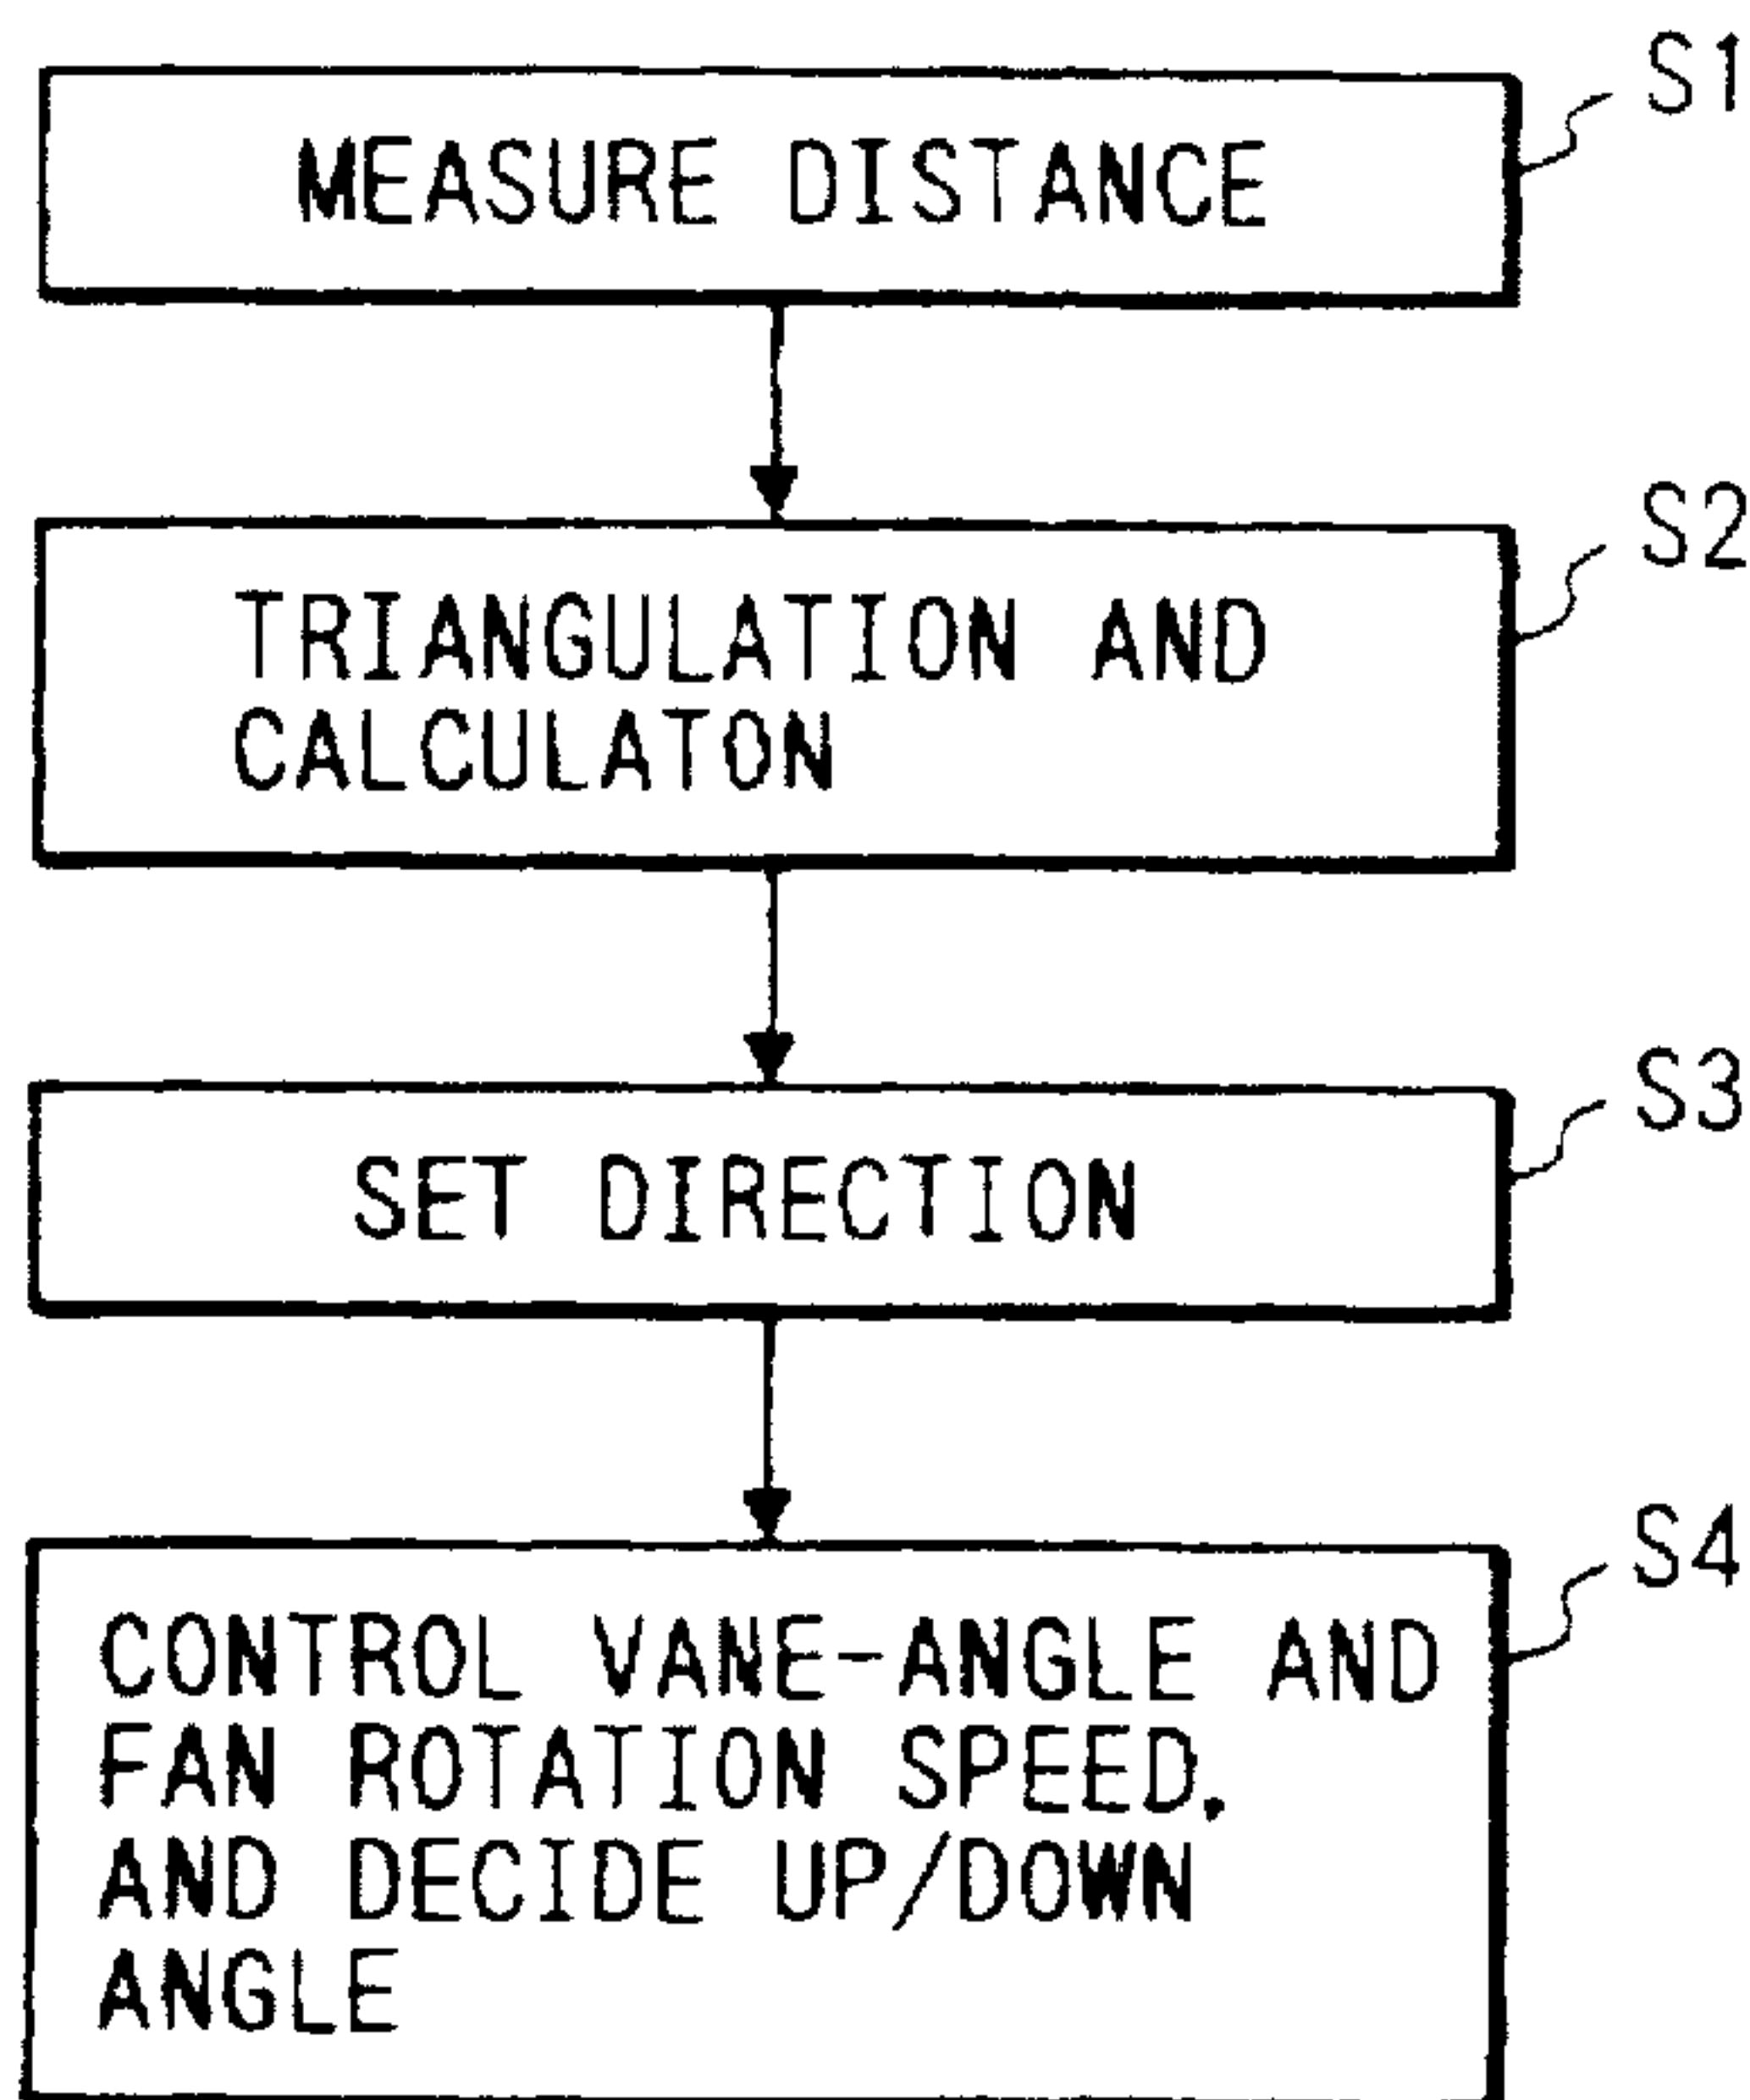 S1
MEASURE DISTANCE
S2
TRIANGULATION AND
CALCULATON
S3
SET DIRECTION
S4
CONTROL VANE-ANGLE AND
FAN ROTATION SPEED,
AND DECIDE UP/DOWN
ANGLE